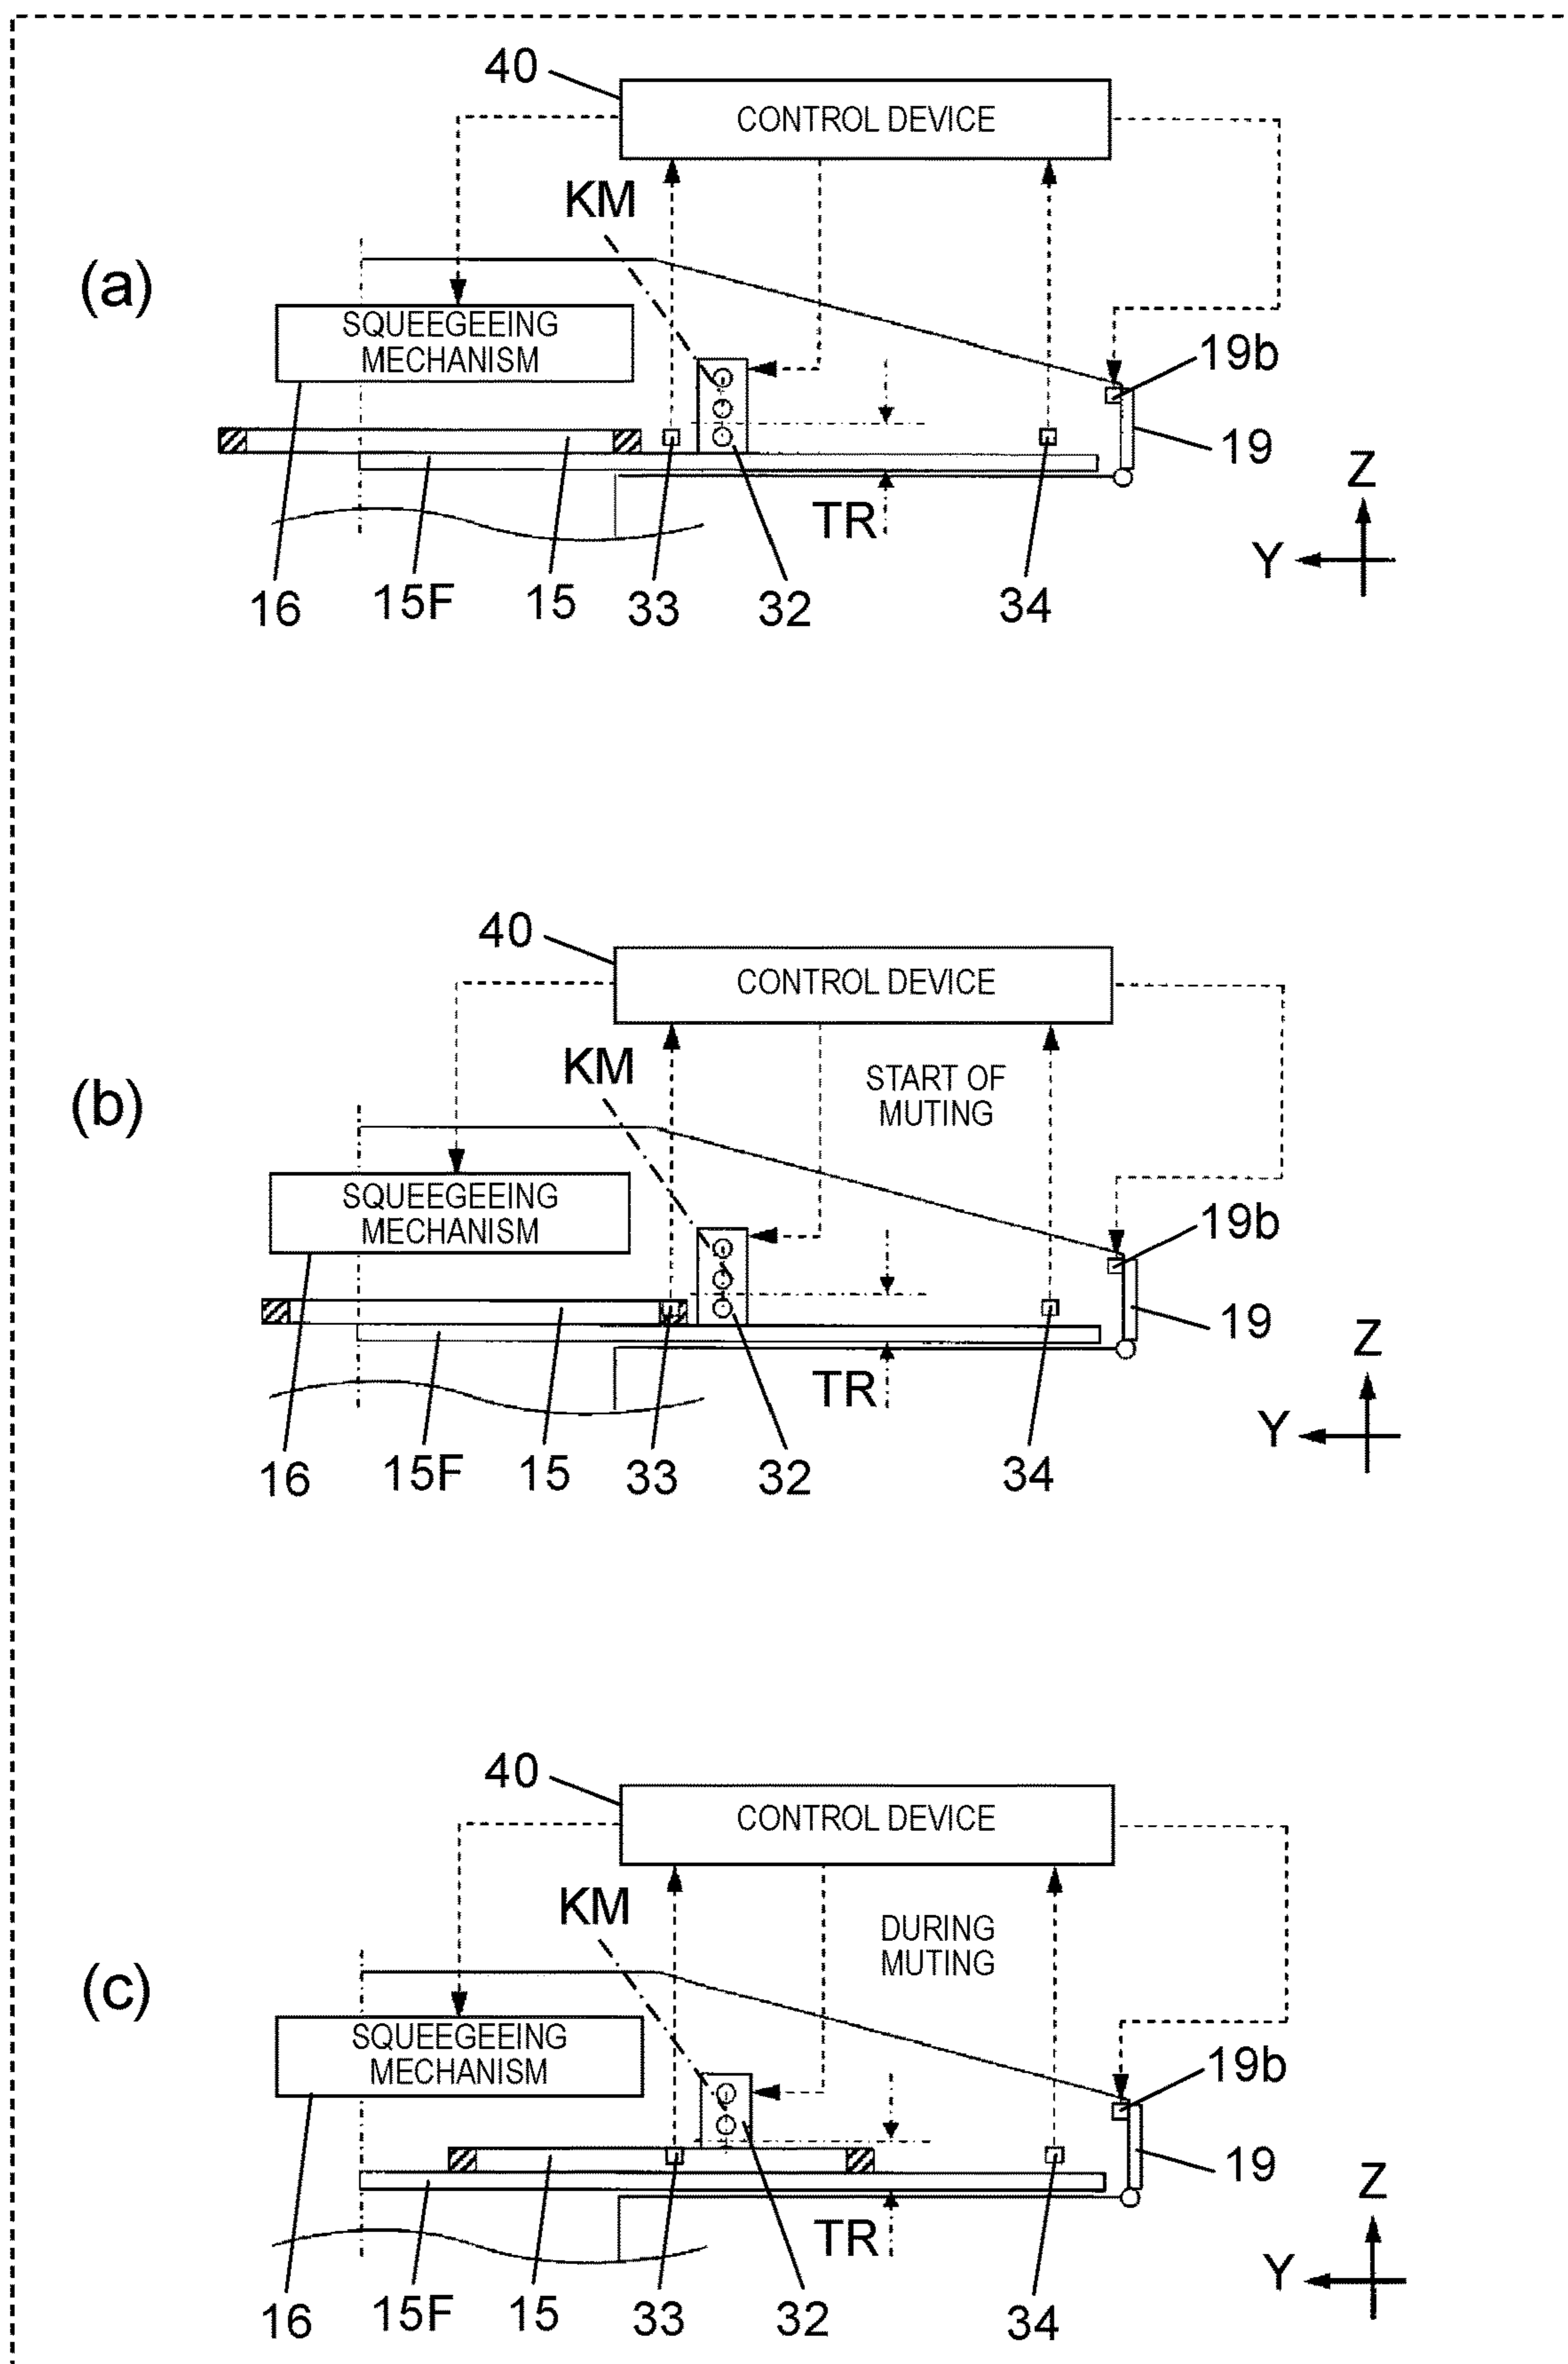 40
CONTROL DEVICE
KM
(a)
SQUEEGEEING
MECHANISM
19b
19
Z
TR
Y
16
15F
15
33
32
34
40
CONTROL DEVICE
KM
START OF
MUTING
(b)
SQUEEGEEING
MECHANISM
19b
19
Z
TR
Y
16
15F
15
33
32
34
40
CONTROL DEVICE
KM
DURING
MUTING
(c)
SQUEEGEEING
MECHANISM
19b
19
Z
TR
Y
16
15F
15
33
32
34